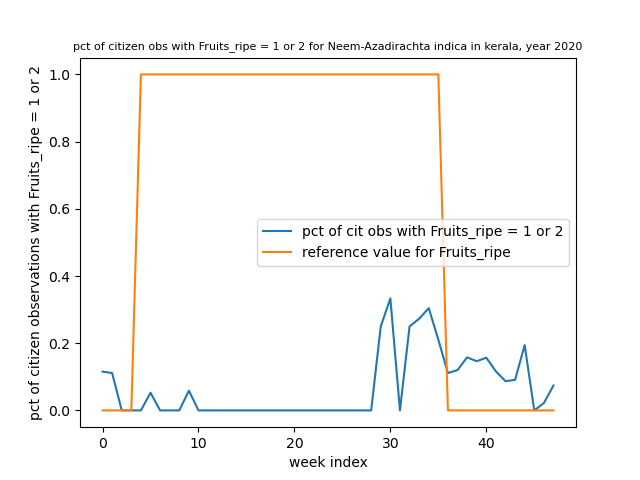 pct of citizen obs with Fruits_ripe = 1 or 2 for Neem-Azadirachta indica in kerala, year 2020
pct of citizen observations with Fruits_ripe = 1 or 2
1.0
0.8
0.6
0.4
0.2
0.0
pct of cit obs with Fruits_ripe = 1 or 2
reference value for Fruits_ripe
0 10 20 30 40
week index